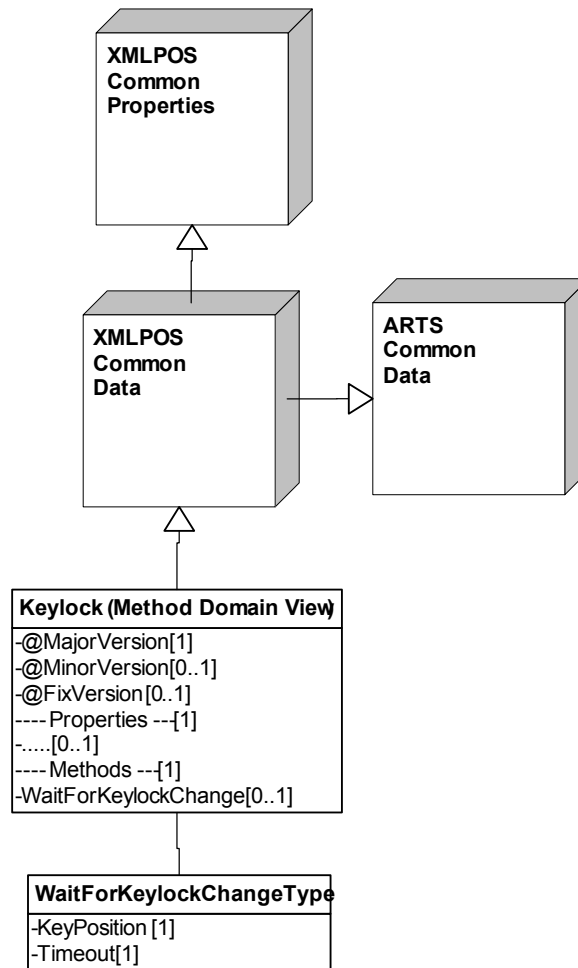 XMLPOS
Common
Properties
XMLPOS
Common
Data
ARTS
Common
Data
Keylock (Method Domain View)
-@MajorVersion[1]
-@MinorVersion[0..1]
-@FixVersion[0..1]
---- Properties ---[1]
-.....[0..1]
---- Methods ---[1]
-WaitForKeylockChange[0..1]
WaitForKeylockChangeType
-KeyPosition [1]
-Timeout[1]